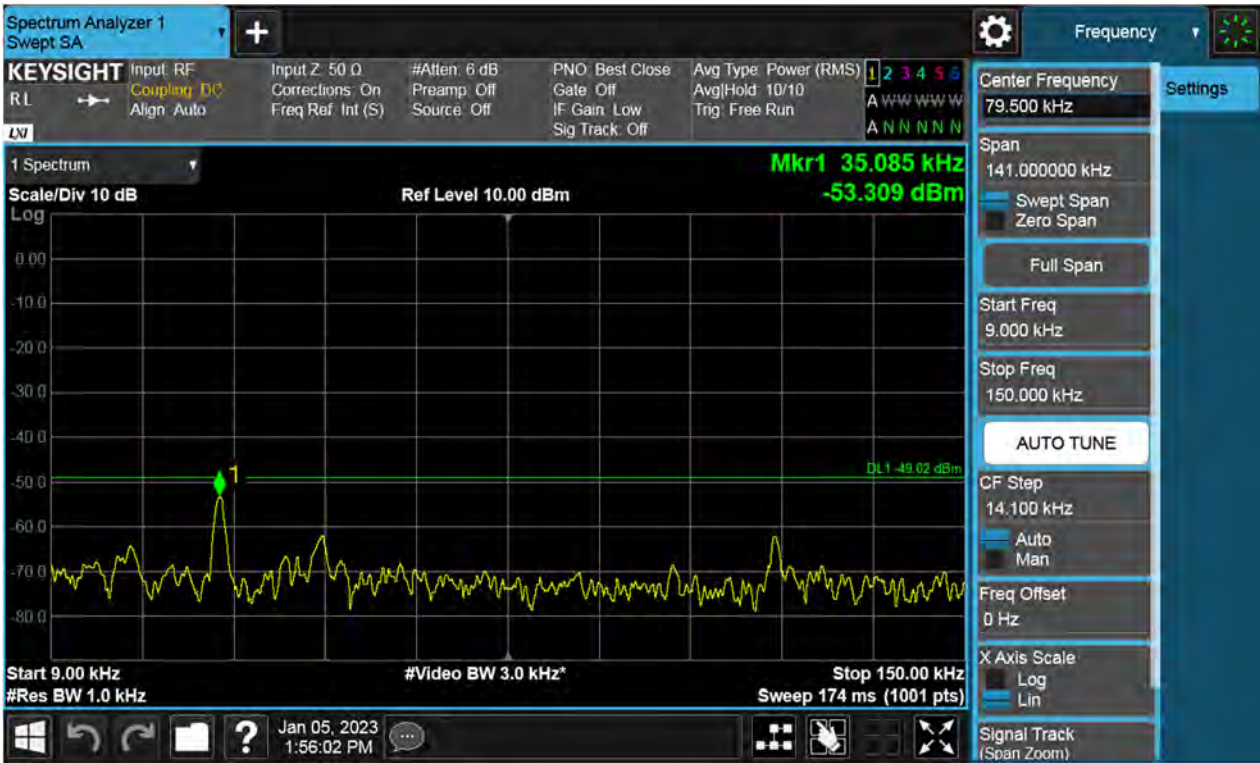 Spectrum Analyzer 1
Swept SA
+
Frequency
KEYSIGHT
RL
LXI
Input: RF
Coupling: DC
Align: Auto
Input Z: 50 Ω
Corrections: On
Freq Ref: Int (S)
#Atten: 6 dB
Preamp: Off
Source: Off
PNO: Best Close
Gate: Off
IF Gain: Low
Sig Track: Off
Avg Type: Power (RMS)
Avg|Hold: 10/10
Trig: Free Run
1 2 3 4 5 6
A W W W W W
A N N N N N
1 Spectrum
Mkr1 35.085 kHz
Scale/Div 10 dB
Ref Level 10.00 dBm
-53.309 dBm
Log
0.00
-10.0
-20.0
-30.0
-40.0
DL1 -49.02 dBm
1
-50.0
-60.0
-70.0
-80.0
Start 9.00 kHz
#Video BW 3.0 kHz*
Stop 150.00 kHz
#Res BW 1.0 kHz
Sweep 174 ms (1001 pts)
Center Frequency
79.500 kHz
Settings
Span
141.000000 kHz
Swept Span
Zero Span
Full Span
Start Freq
9.000 kHz
Stop Freq
150.000 kHz
AUTO TUNE
CF Step
14.100 kHz
Auto
Man
Freq Offset
0 Hz
X Axis Scale
Log
Lin
Signal Track
(Span Zoom)
?
Jan 05, 2023
1:56:02 PM